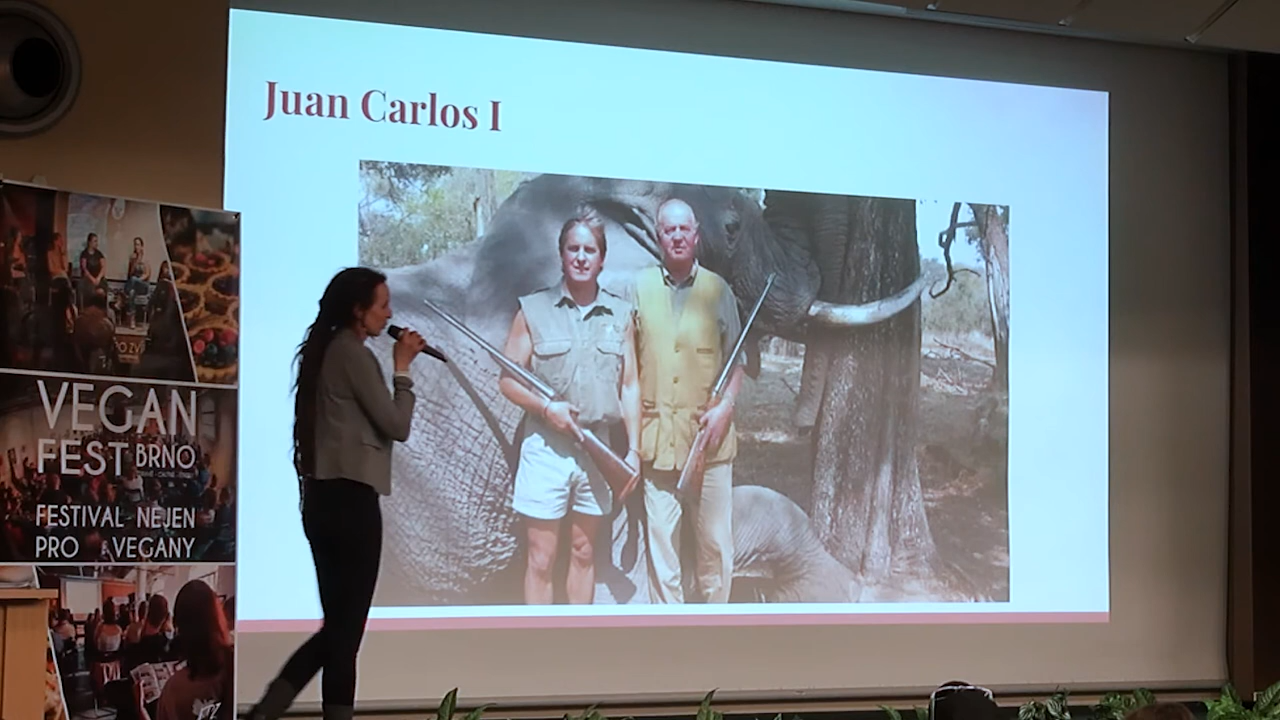 Juan Carlos I
VEGAN
FEST BRNO
FESTIVAL NEJEN
PRO VEGANY